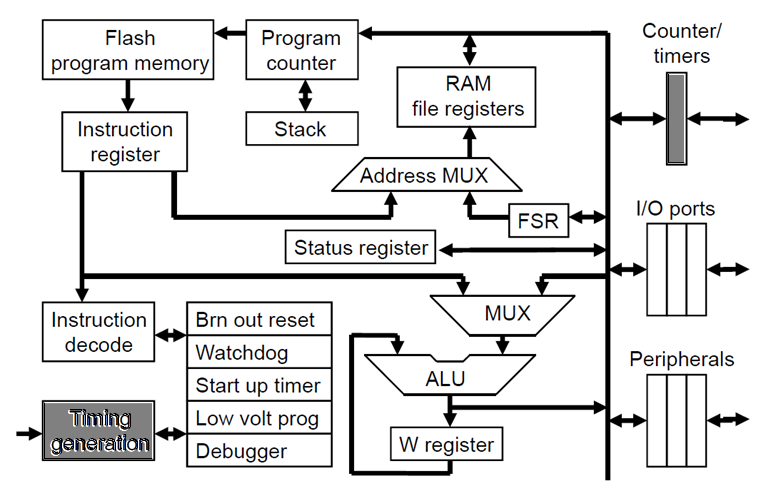 Flash
program memory
Program
counter
Counter/
timers
RAM
file registers
Instruction
register
Stack
Address MUX
I/O ports
FSR
Status register
Instruction
decode
Brn out reset
Watchdog
Start up timer
Low volt prog
Debugger
MUX
ALU
Peripherals
Timing
generation
W register